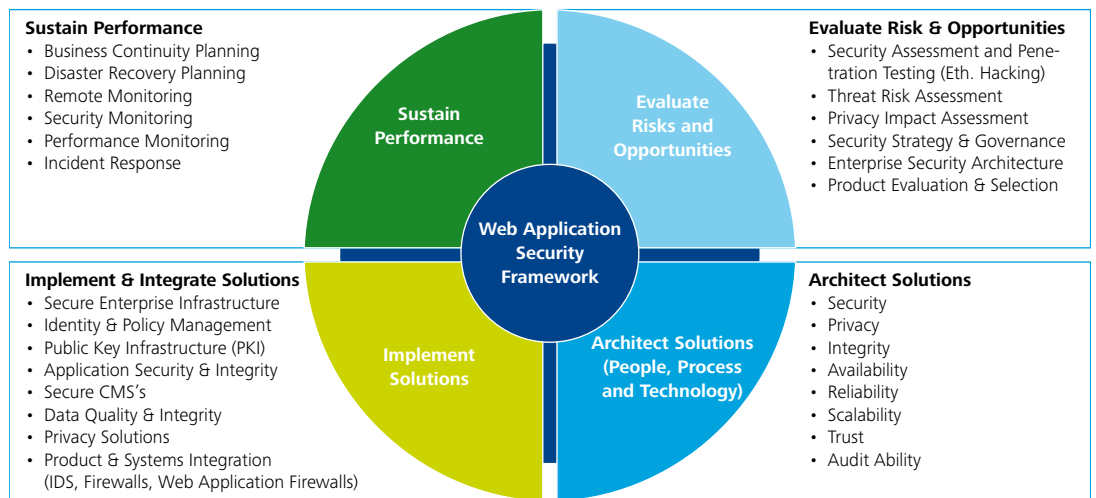 Sustain Performance
• Business Continuity Planning
• Disaster Recovery Planning
• Remote Monitoring
• Security Monitoring
• Performance Monitoring
• Incident Response
Sustain
Performance
Evaluate
Risks and
Opportunities
Evaluate Risk & Opportunities
• Security Assessment and Pene-
tration Testing (Eth. Hacking)
• Threat Risk Assessment
• Privacy Impact Assessment
• Security Strategy & Governance
• Enterprise Security Architecture
• Product Evaluation & Selection
Web Application
Security
Framework
Implement & Integrate Solutions
• Secure Enterprise Infrastructure
• Identity & Policy Management
• Public Key Infrastructure (PKI)
• Application Security & Integrity
• Secure CMS's
• Data Quality & Integrity
• Privacy Solutions
• Product & Systems Integration
(IDS, Firewalls, Web Application Firewalls)
Implement
Solutions
Architect Solutions
(People, Process
and Technology)
Architect Solutions
• Security
• Privacy
• Integrity
• Availability
• Reliability
• Scalability
• Trust
• Audit Ability